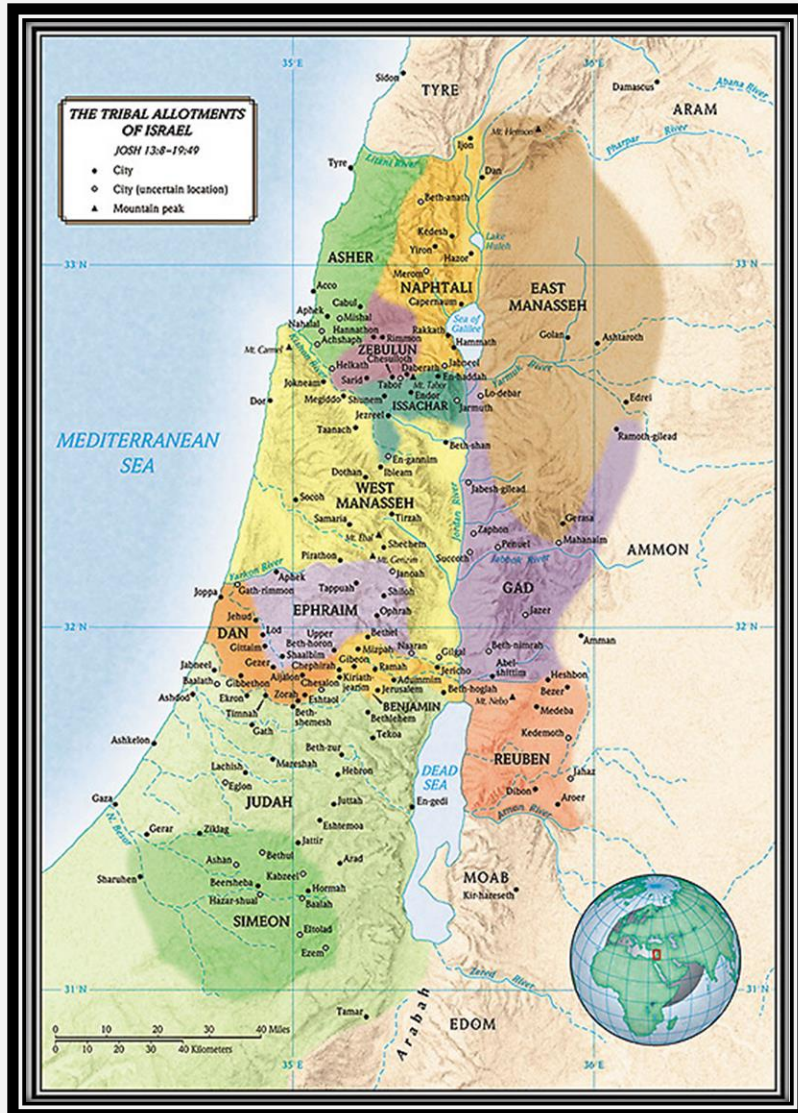 35°E
36°E
Sidon
TYRE
Damascus
Abana River
ARAM
THE TRIBAL ALLOTMENTS
OF ISRAEL
JOSH 13:8–19:49
City
City (uncertain location)
Mountain peak
Mt. Hermon
Ijon
Pharpar River
Tyre
Litani River
Dan
Beth-anath
Kedesh
Lake
Huleh
Yiron
Hazor
ASHER
33°N
33°N
Merom
NAPHTALI
EAST
MANASSEH
Acco
Capernaum
Cabul
Aphek
Mishal
Sea of
Galilee
Nahalal
Hannathon
Rimmon
Rakkath
Golan
Ashtaroth
Achshaph
Hammath
Mt. Carmel
Kishon River
ZEBULUN
Chesulloth
Helkath
Daberath
Jabneel
Yarmuk River
Sarid
Tabor
Mt. Tabor
En-haddah
Jokneam
Endor
Lo-debar
Dor
Megiddo
Shunem
ISSACHAR
Jarmuth
Edrei
Jezreel
Taanach
Ramoth-gilead
MEDITERRANEAN
SEA
Beth-shan
En-gannim
Ibleam
Dothan
WEST
MANASSEH
Jabesh-gilead
Jordan River
Socoh
Samaria
Tirzah
Gerasa
Mt. Ebal
Zaphon
Shechem
Penuel
Mahanaim
Pirathon
Mt. Gerizim
Succoth
Jabbok River
AMMON
Yarkon River
Aphek
Janoah
Joppa
Gath-rimmon
Tappuah
Shiloh
GAD
EPHRAIM
Ophrah
Jazer
Jehud
32°N
32°N
DAN
Lod
Upper
Beth-horon
Bethel
Amman
Gittaim
Shaalbim
Mizpah
Naaran
Gilgal
Beth-nimrah
Jabneel
Gezer
Chephirah
Gibeon
Ramah
Jericho
Abel-
shittim
Baalath
Aijalon
Kiriath-
jearim
Adummim
Heshbon
Gibbethon
Chesalon
Ashdod
Ekron
Zorah
Eshtaol
Jerusalem
Beth-hoglah
Bezer
Timnah
Beth-
shemesh
BENJAMIN
Mt. Nebo
Medeba
Gath
Bethlehem
Tekoa
Kedemoth
Ashkelon
Beth-zur
REUBEN
Mareshah
DEAD
SEA
Lachish
Hebron
Jahaz
Eglon
Dibon
Gaza
JUDAH
Juttah
En-gedi
Aroer
Arnon River
N. Besor
Eshtemoa
Gerar
Ziklag
Jattir
Bethul
Ashan
Arad
MOAB
Sharuhen
Kabzeel
Beersheba
Hormah
Kir-hareseth
Hazar-shual
Baalah
SIMEON
Eltolad
Ezem
Zered River
31°N
31°N
Tamar
Arabah
EDOM
0 10 20 40 Miles
0 10 20 40 Kilometers
35°E
36°E